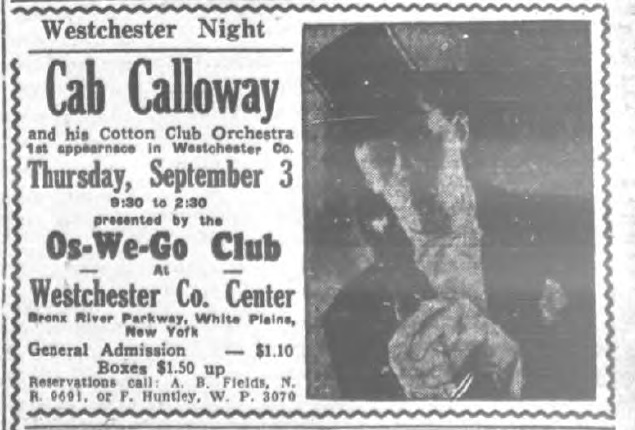 Westchester Night
Cab Calloway
and his Cotton Club Orchestra
1st appearnace in Westchester Co.
Thursday, September 3
9:30 to 2:30
presented by the
Os-We-Go Club
— At —
Westchester Co. Center
Bronx River Parkway, White Plains,
New York
General Admission — $1.10
Boxes $1.50 up
Reservations call: A. B. Fields, N.
R. 9691, or F. Huntley, W. P. 3070